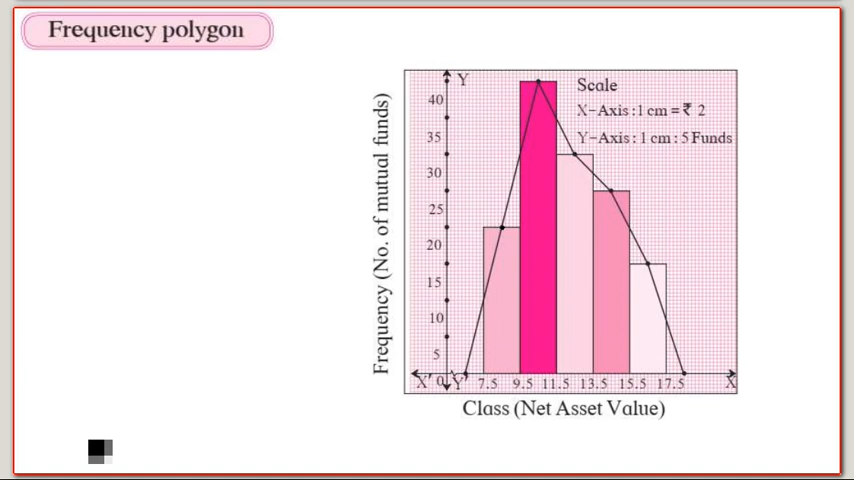 Frequency polygon
Y
Scale
X-Axis :1 cm = ₹ 2
Y-Axis : 1 cm : 5 Funds
Frequency (No. of mutual funds)
40
35
30
25
20
15
10
5
X′ 0 Y′ 7.5 9.5 11.5 13.5 15.5 17.5 X
Class (Net Asset Value)